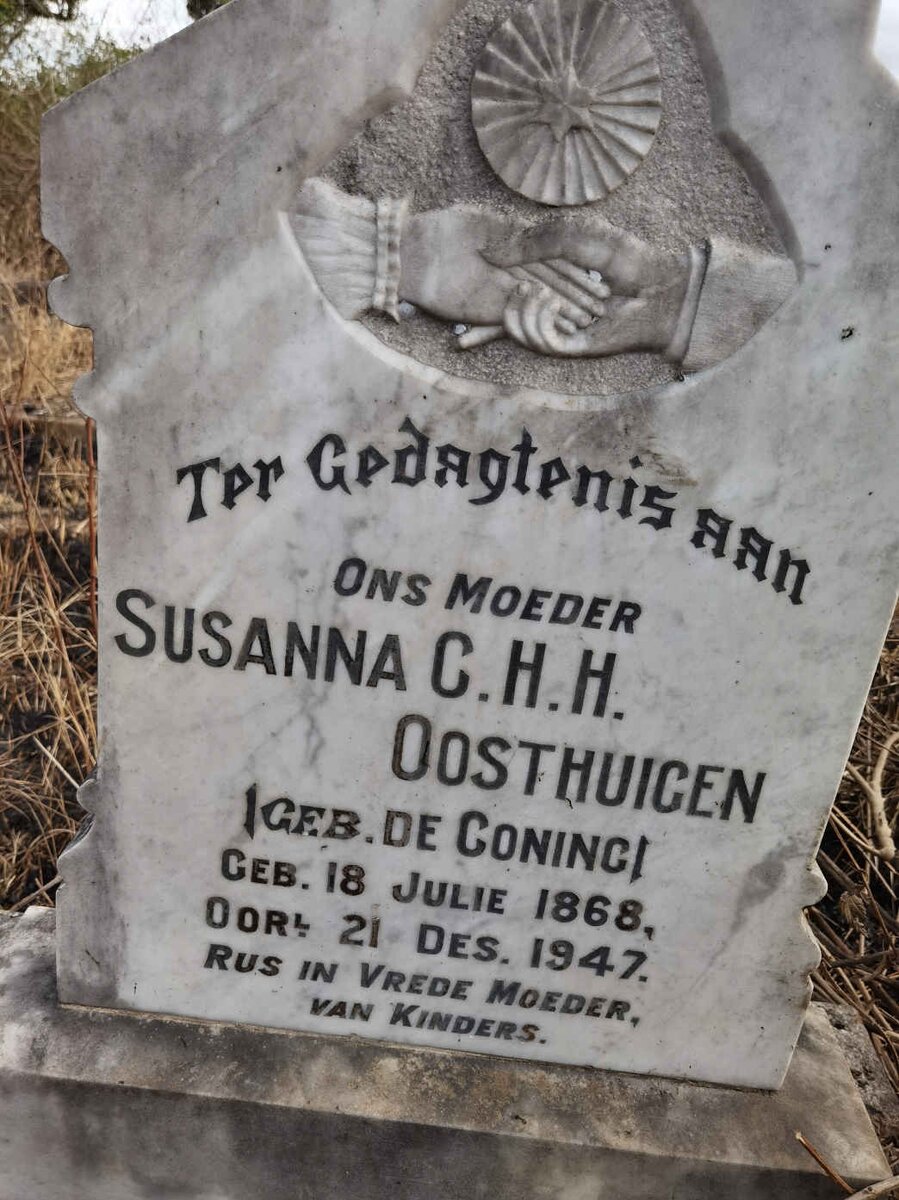 Ter Gedagtenis aan
ONS MOEDER
SUSANNA C.H.H.
OOSTHUIGEN
(GEB. DE CONING)
GEB. 18 JULIE 1868,
OORL. 21 DES. 1947.
RUS IN VREDE MOEDER,
VAN KINDERS.